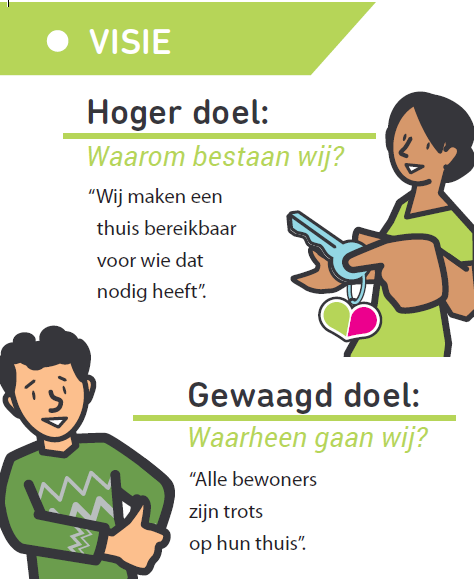 VISIE
Hoger doel:
Waarom bestaan wij?
“Wij maken een
thuis bereikbaar
voor wie dat
nodig heeft”.
Gewaagd doel:
Waarheen gaan wij?
“Alle bewoners
zijn trots
op hun thuis”.